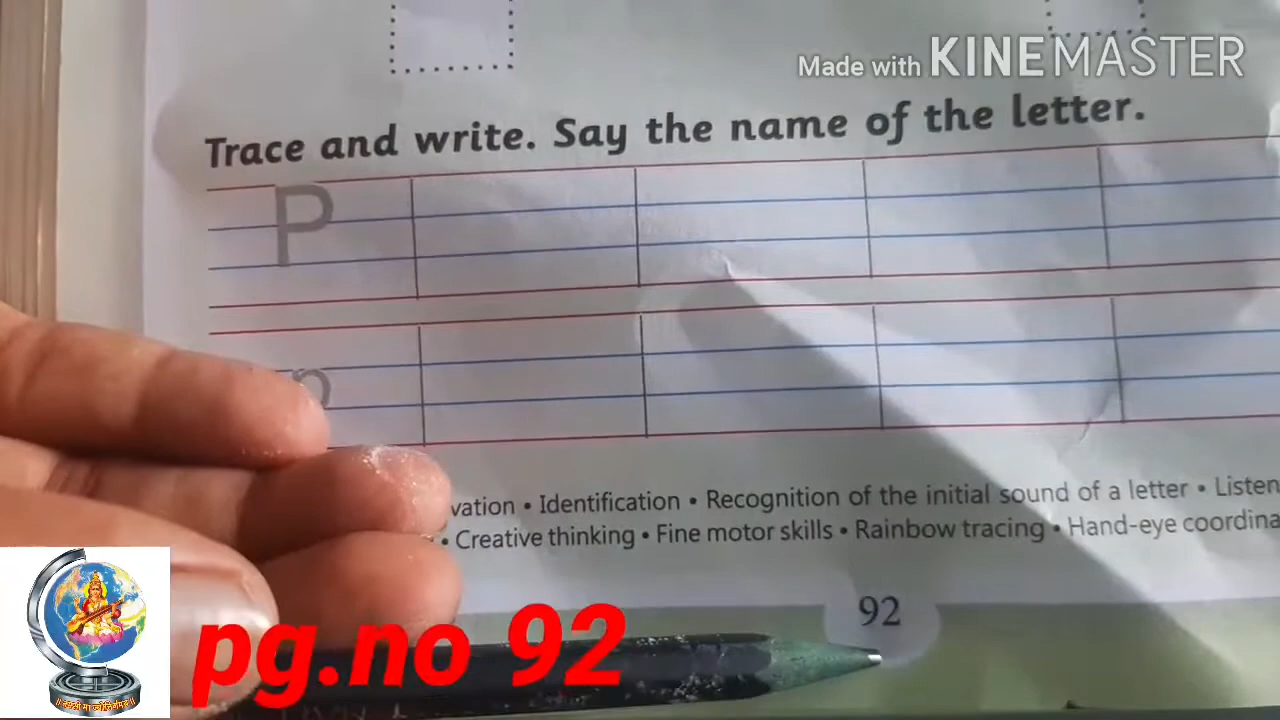 Made with KINEMASTER
Trace and write. Say the name of the letter.
P
p
vation • Identification • Recognition of the initial sound of a letter • Listen
• Creative thinking • Fine motor skills • Rainbow tracing • Hand-eye coordina
92
pg.no 92